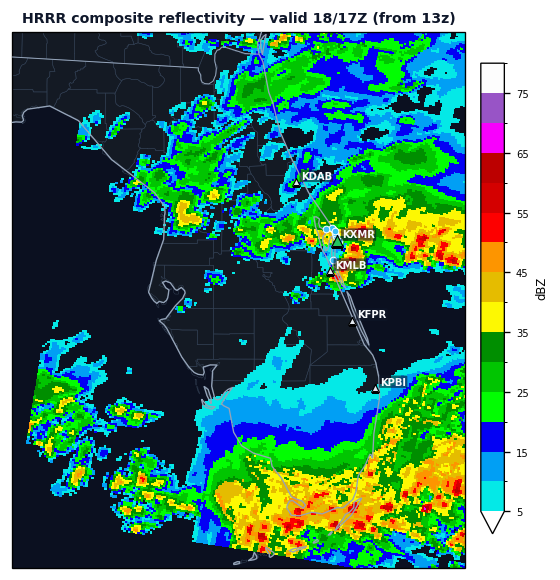 HRRR composite reflectivity — valid 18/17Z (from 13z)
KDAB
KXMR
KMLB
KFPR
KPBI
75
65
55
45
35
25
15
5
dBZ